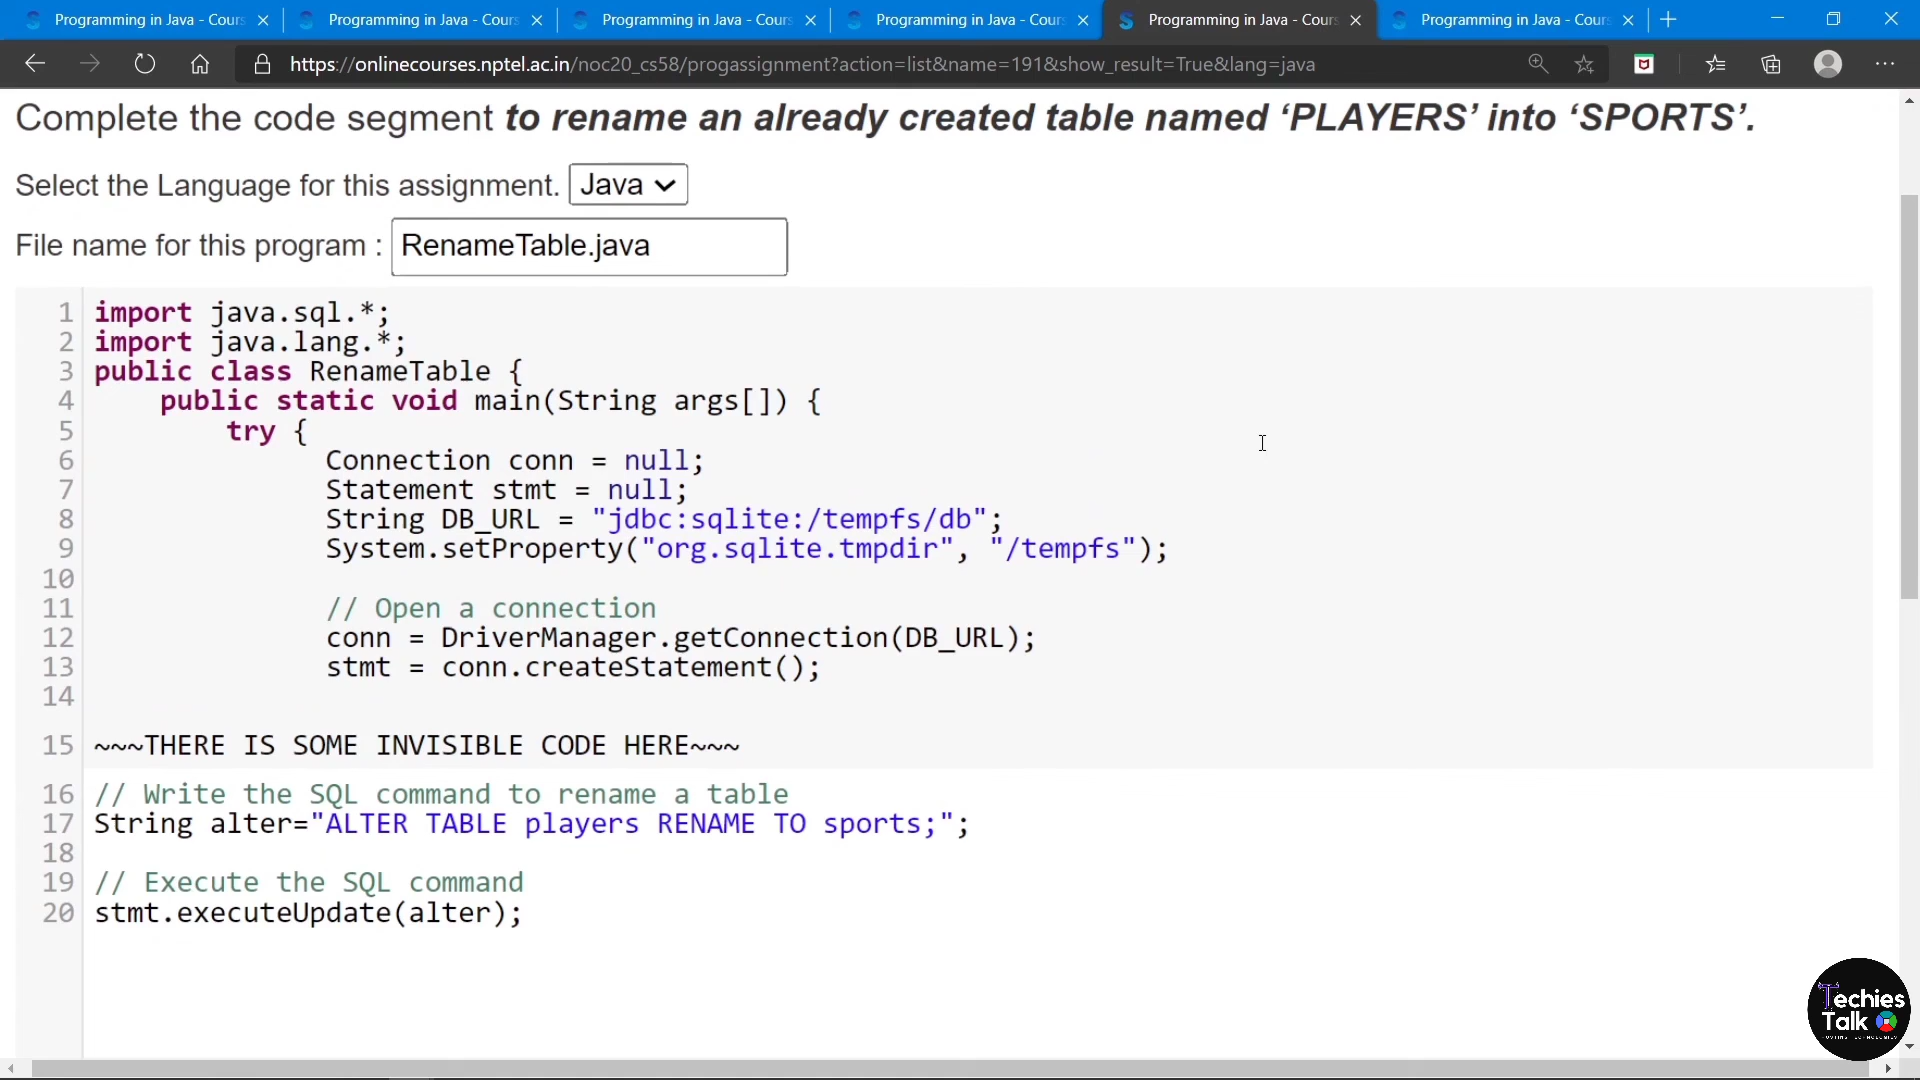 Programming in Java - Cours
Programming in Java - Cours
Programming in Java - Cours
Programming in Java - Cours
Programming in Java - Cours
Programming in Java - Cours
https://onlinecourses.nptel.ac.in/noc20_cs58/progassignment?action=list&name=191&show_result=True&lang=java
Complete the code segment to rename an already created table named ‘PLAYERS’ into ‘SPORTS’.
Select the Language for this assignment. Java
File name for this program : RenameTable.java
1 import java.sql.*;
2 import java.lang.*;
3 public class RenameTable {
4 public static void main(String args[]) {
5 try {
6 Connection conn = null;
7 Statement stmt = null;
8 String DB_URL = "jdbc:sqlite:/tempfs/db";
9 System.setProperty("org.sqlite.tmpdir", "/tempfs");
10
11 // Open a connection
12 conn = DriverManager.getConnection(DB_URL);
13 stmt = conn.createStatement();
14
15 ~~~THERE IS SOME INVISIBLE CODE HERE~~~
16 // Write the SQL command to rename a table
17 String alter="ALTER TABLE players RENAME TO sports;";
18
19 // Execute the SQL command
20 stmt.executeUpdate(alter);
Techies
Talk